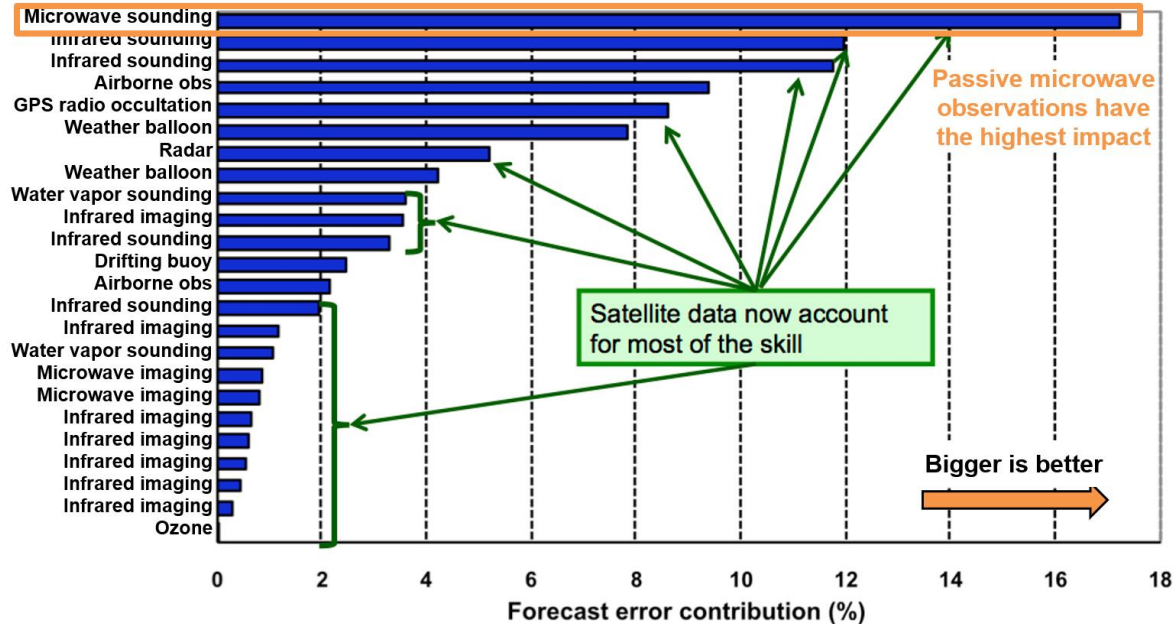 Microwave sounding
Infrared sounding
Infrared sounding
Airborne obs
GPS radio occultation
Weather balloon
Radar
Weather balloon
Water vapor sounding
Infrared imaging
Infrared sounding
Drifting buoy
Airborne obs
Infrared sounding
Infrared imaging
Water vapor sounding
Microwave imaging
Microwave imaging
Infrared imaging
Infrared imaging
Infrared imaging
Infrared imaging
Infrared imaging
Ozone
Passive microwave
observations have
the highest impact
Satellite data now account
for most of the skill
Bigger is better
0 2 4 6 8 10 12 14 16 18
Forecast error contribution (%)